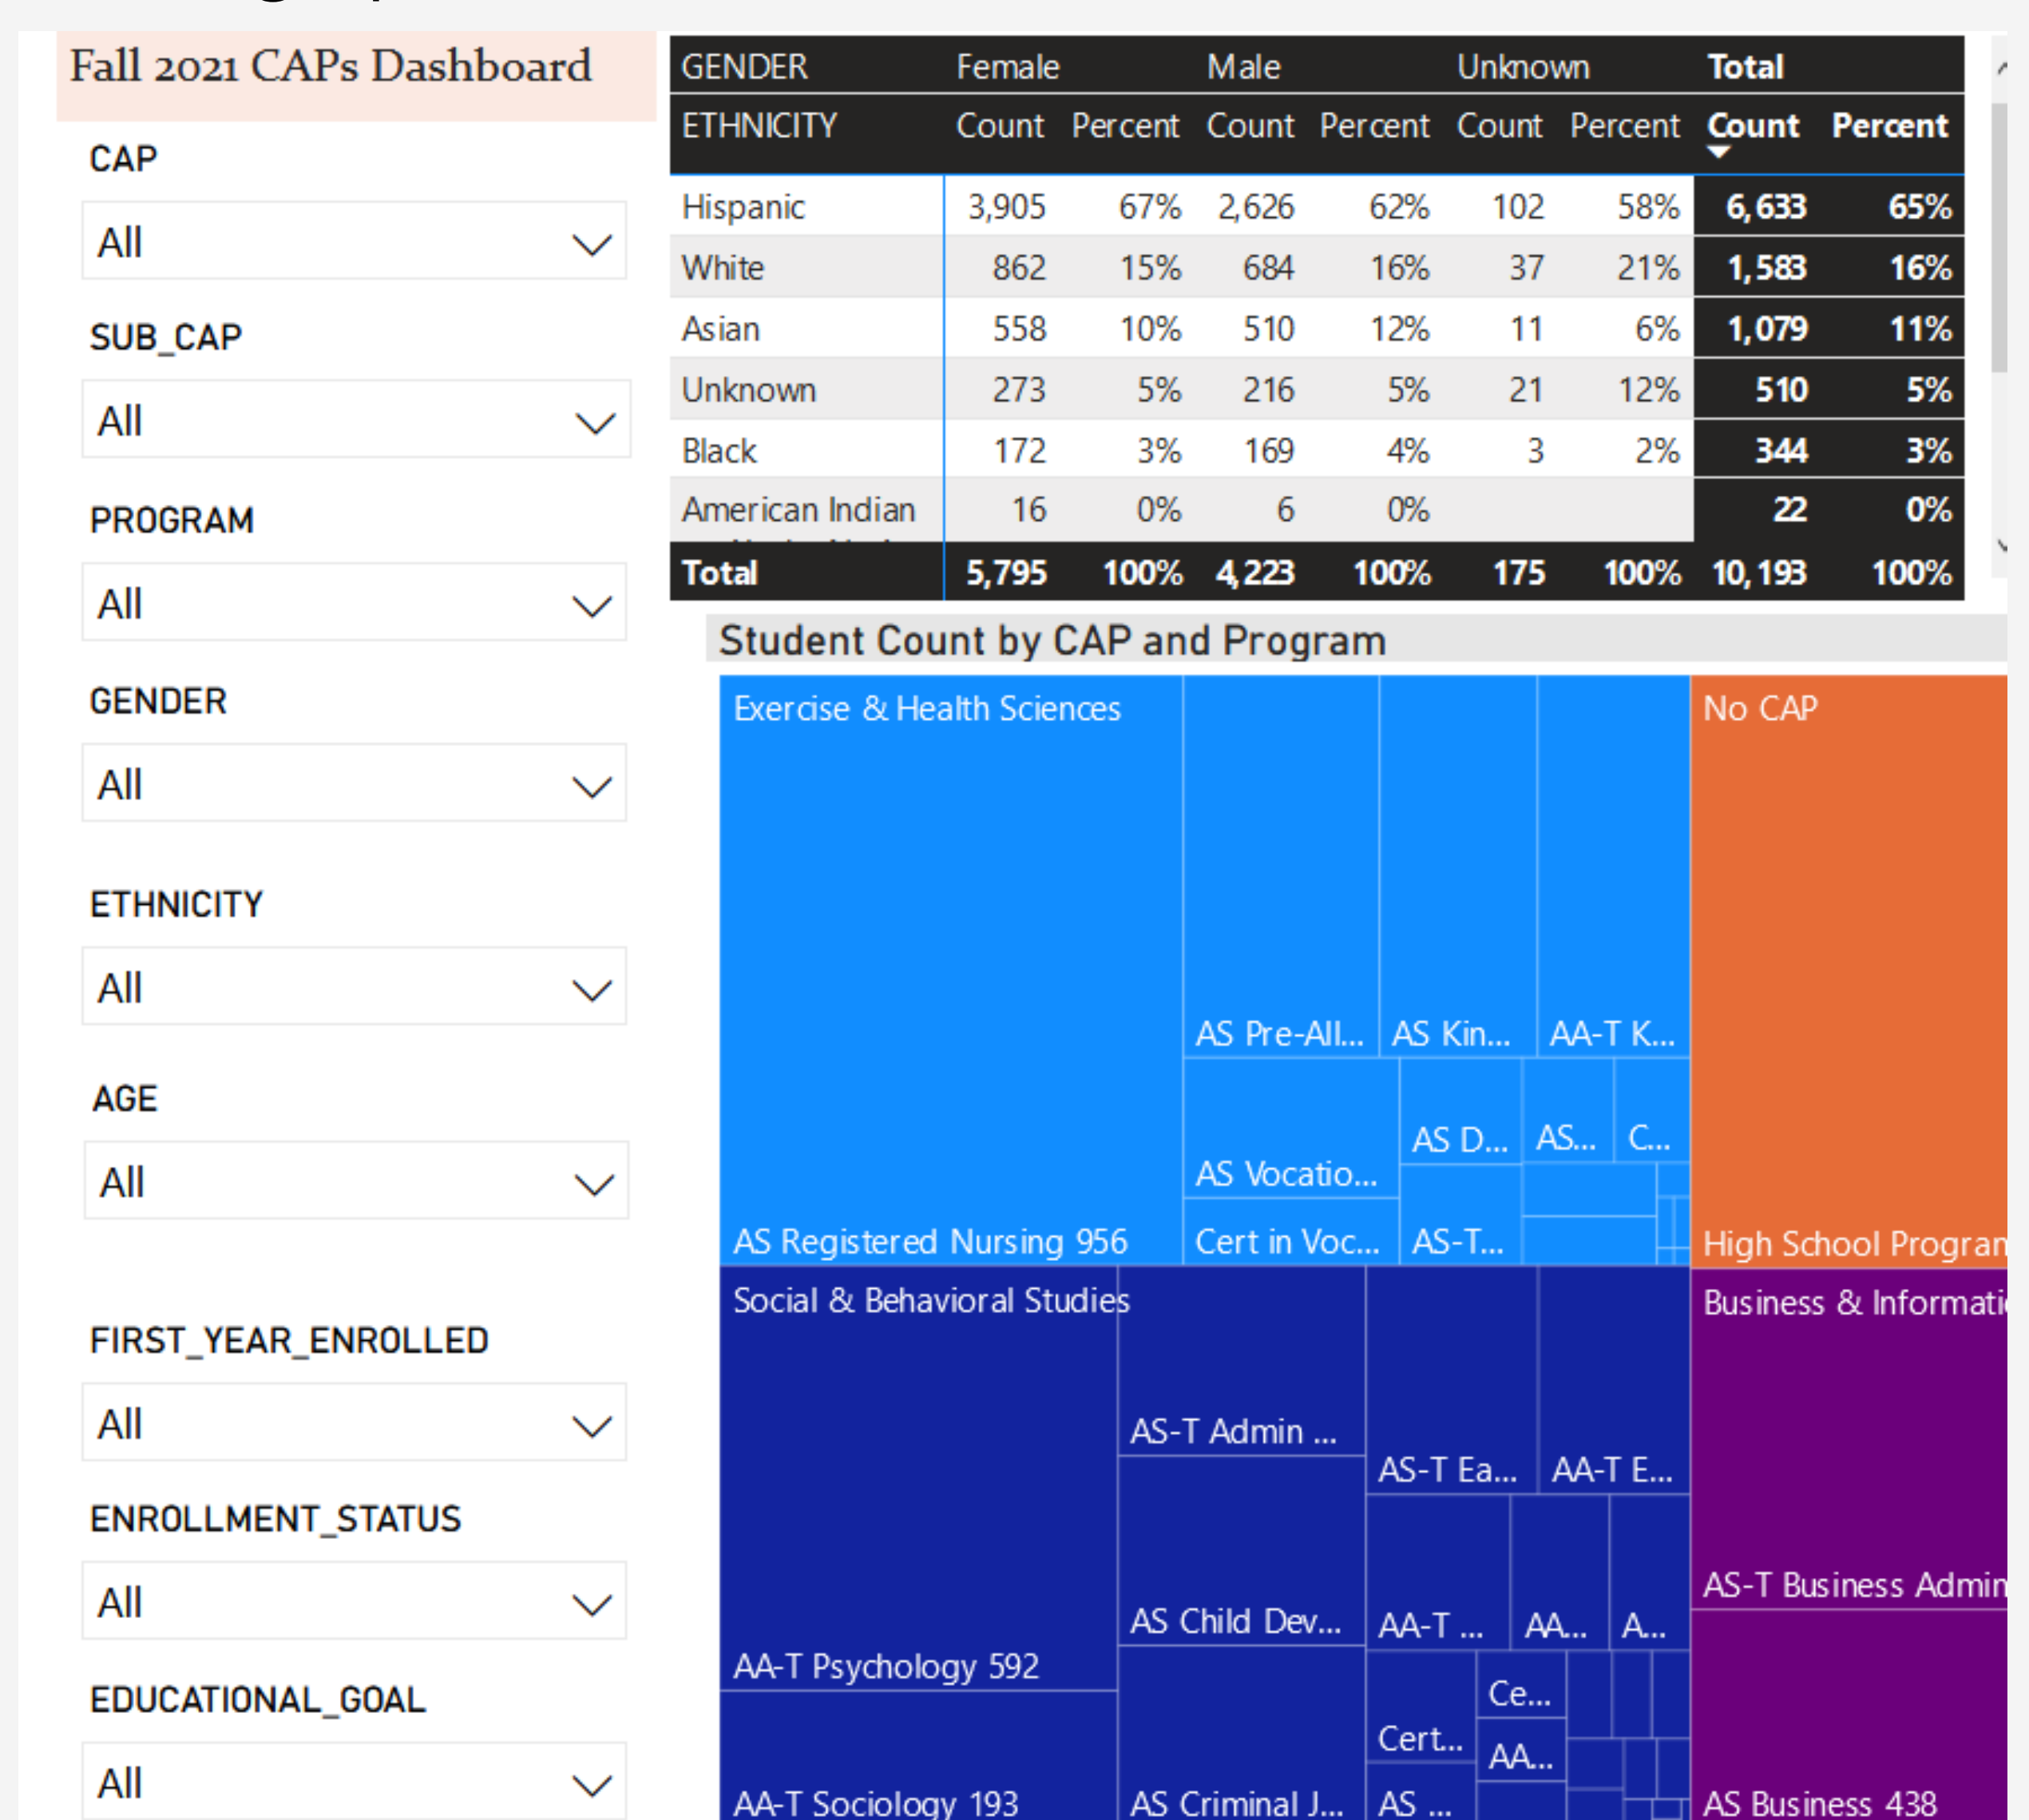 Fall 2021 CAPs Dashboard
CAP
All
SUB_CAP
All
PROGRAM
All
GENDER
All
ETHNICITY
All
AGE
All
FIRST_YEAR_ENROLLED
All
ENROLLMENT_STATUS
All
EDUCATIONAL_GOAL
All
GENDER Female Male Unknown Total
ETHNICITY Count Percent Count Percent Count Percent Count Percent
Hispanic 3,905 67% 2,626 62% 102 58% 6,633 65%
White 862 15% 684 16% 37 21% 1,583 16%
Asian 558 10% 510 12% 11 6% 1,079 11%
Unknown 273 5% 216 5% 21 12% 510 5%
Black 172 3% 169 4% 3 2% 344 3%
American Indian 16 0% 6 0% 22 0%
Total 5,795 100% 4,223 100% 175 100% 10,193 100%
Student Count by CAP and Program
Exercise & Health Sciences
AS Pre-All... AS Kin... AA-T K...
AS D... AS... C...
AS Vocatio...
AS Registered Nursing 956 Cert in Voc... AS-T...
No CAP
High School Program
Social & Behavioral Studies
AS-T Admin ...
AS-T Ea... AA-T E...
AS Child Dev... AA-T ... AA... A...
AA-T Psychology 592
Ce...
Cert...
AA...
AA-T Sociology 193 AS Criminal J... AS ...
Business & Informati
AS-T Business Admin
AS Business 438